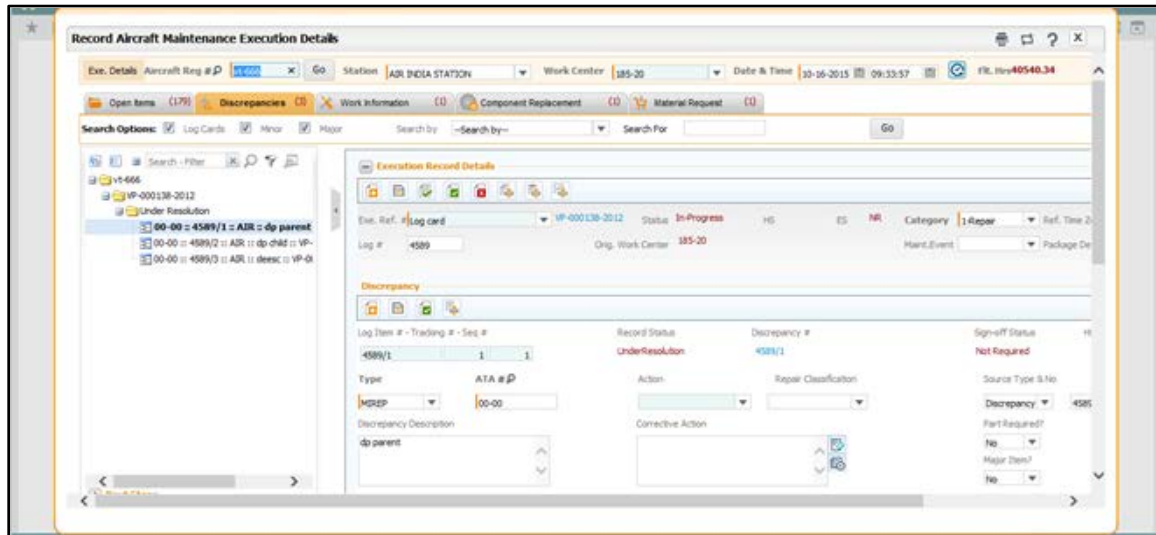 Record Aircraft Maintenance Execution Details
Exe. Details Aircraft Reg # vt-666 Go Station AIR INDIA STATION Work Center 185-20 Date & Time 10-16-2015 09:33:57 Flt. Hrs 40540.34
Open Items (179) Discrepancies (3) Work Information (1) Component Replacement (1) Material Request (1)
Search Options: Log Cards Minor Major Search by --Search by-- Search For Go
Search - Filter
vt-666
VP-000138-2012
Under Resolution
00-00 :: 4589/1 :: AIR :: dp parent
00-00 :: 4589/2 :: AIR :: dp child :: VP-
00-00 :: 4589/3 :: AIR :: deesc :: VP-0
Execution Record Details
Exe. Ref. # Log card VP-000138-2012 Status In-Progress HS ES NR Category 1-Repair Ref. Time
Log # 4589 Orig. Work Center 185-20 Maint.Event Package De
Discrepancy
Log Item # - Tracking # - Seq # Record Status Discrepancy # Sign-off Status
4589/1 1 1 UnderResolution 4589/1 Not Required
Type ATA # Action Repair Classification Source Type & No
MIREP 00-00 Discrepancy 4589
Discrepancy Description Corrective Action Part Required?
dp parent No
Major Item?
No